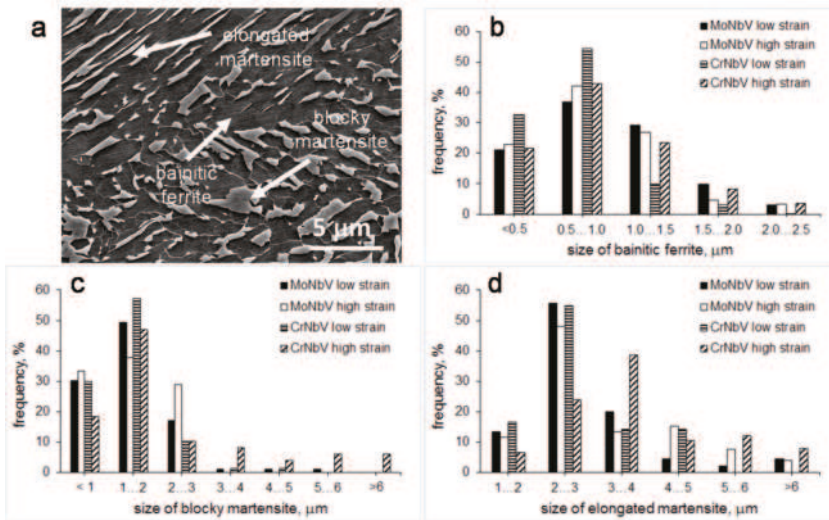 a
elongated
martensite
blocky
martensite
bainitic
ferrite
5 μm
b
MoNbV low strain
MoNbV high strain
CrNbV low strain
CrNbV high strain
frequency, %
60
50
40
30
20
10
0
<0.5
0.5...1.0
1.0...1.5
1.5...2.0
2.0...2.5
size of bainitic ferrite, μm
c
MoNbV low strain
MoNbV high strain
CrNbV low strain
CrNbV high strain
frequency, %
60
50
40
30
20
10
0
< 1
1...2
2...3
3...4
4...5
5...6
>6
size of blocky martensite, μm
d
MoNbV low strain
MoNbV high strain
CrNbV low strain
CrNbV high strain
frequency, %
60
50
40
30
20
10
0
1...2
2...3
3...4
4...5
5...6
>6
size of elongated martensite, μm